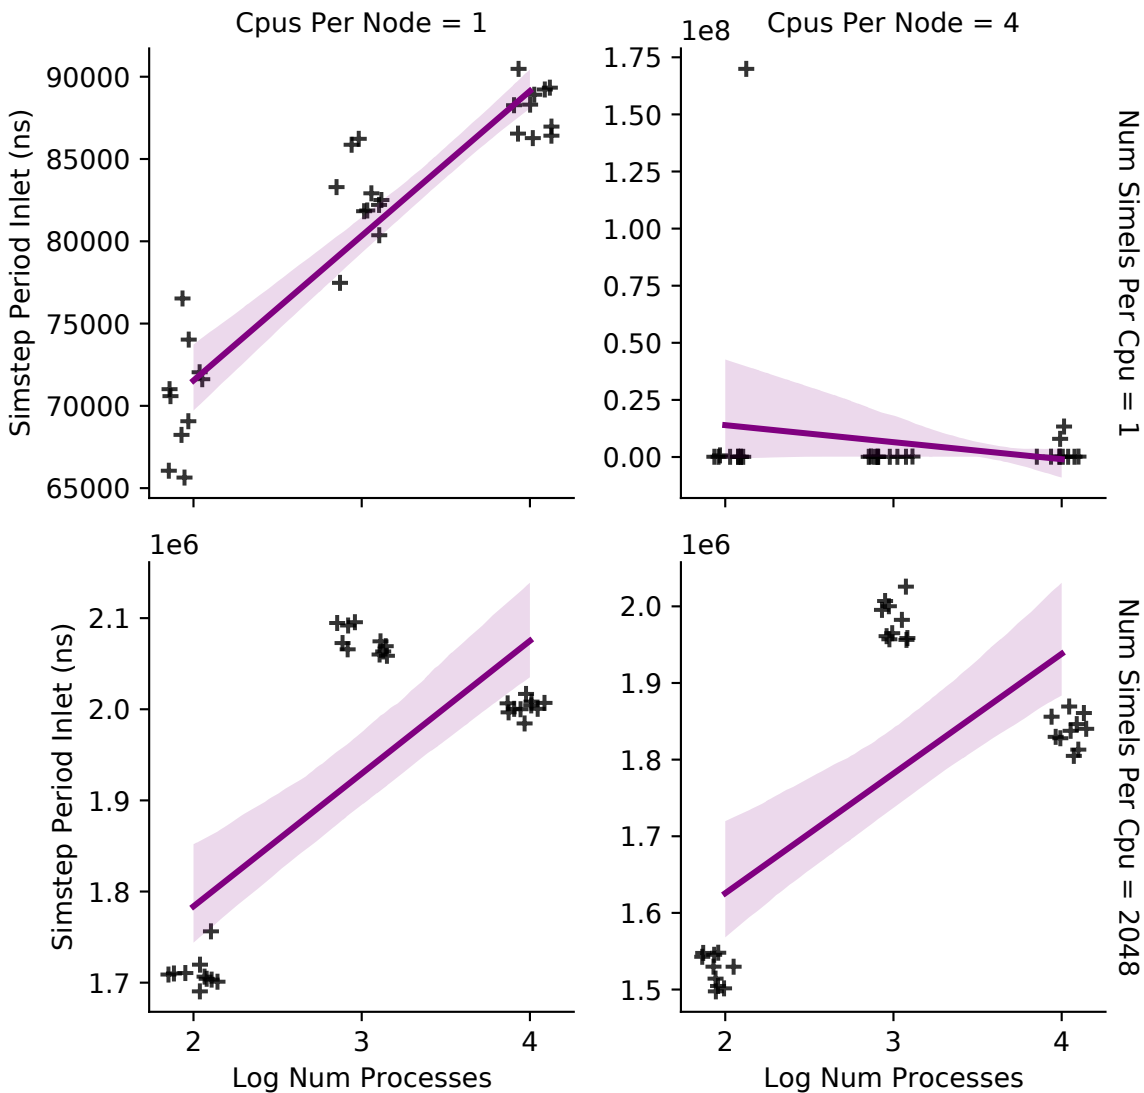 Cpus Per Node = 1
Cpus Per Node = 4
1e8
Simstep Period Inlet (ns)
90000
85000
80000
75000
70000
65000
1.75
1.50
1.25
1.00
0.75
0.50
0.25
0.00
Num Simels Per Cpu = 1
1e6
1e6
Simstep Period Inlet (ns)
2.1
2.0
1.9
1.8
1.7
2.0
1.9
1.8
1.7
1.6
1.5
Num Simels Per Cpu = 2048
2 3 4
2 3 4
Log Num Processes
Log Num Processes